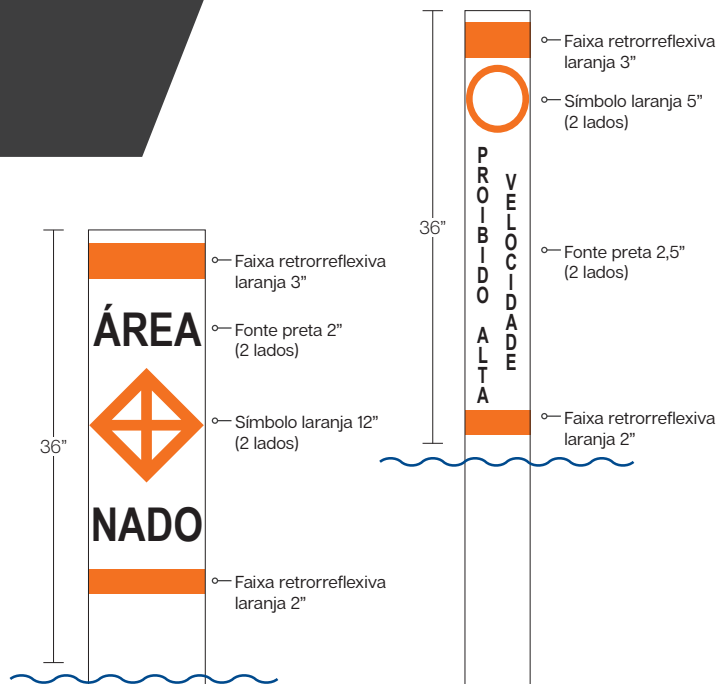 36”
ÁREA
NADO
Faixa retrorreflexiva
laranja 3”
Fonte preta 2”
(2 lados)
Símbolo laranja 12”
(2 lados)
Faixa retrorreflexiva
laranja 2”
36”
PROIBIDO ALTA
VELOCIDADE
Faixa retrorreflexiva
laranja 3”
Símbolo laranja 5”
(2 lados)
Fonte preta 2,5”
(2 lados)
Faixa retrorreflexiva
laranja 2”